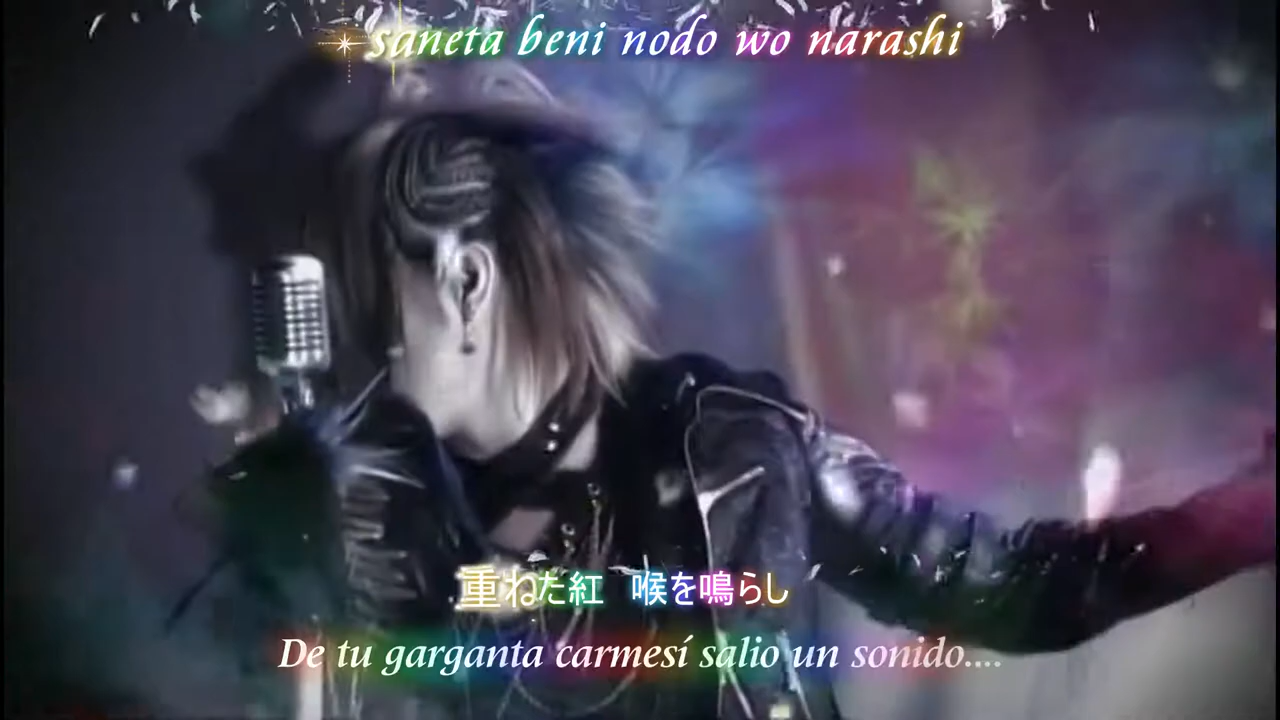 saneta beni nodo wo narashi
重ねた紅　喉を鳴らし
De tu garganta carmesí salio un sonido....